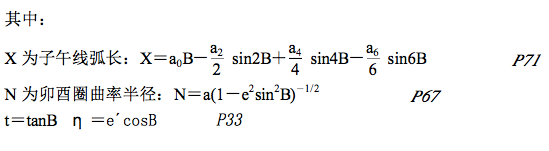 其中：
X 为子午线弧长：X＝a₀B－a₂/2 sin2B＋a₄/4 sin4B－a₆/6 sin6B P71
N 为卯酉圈曲率半径：N＝a(1－e²sin²B)⁻¹/² P67
t＝tanB η ＝e´cosB P33